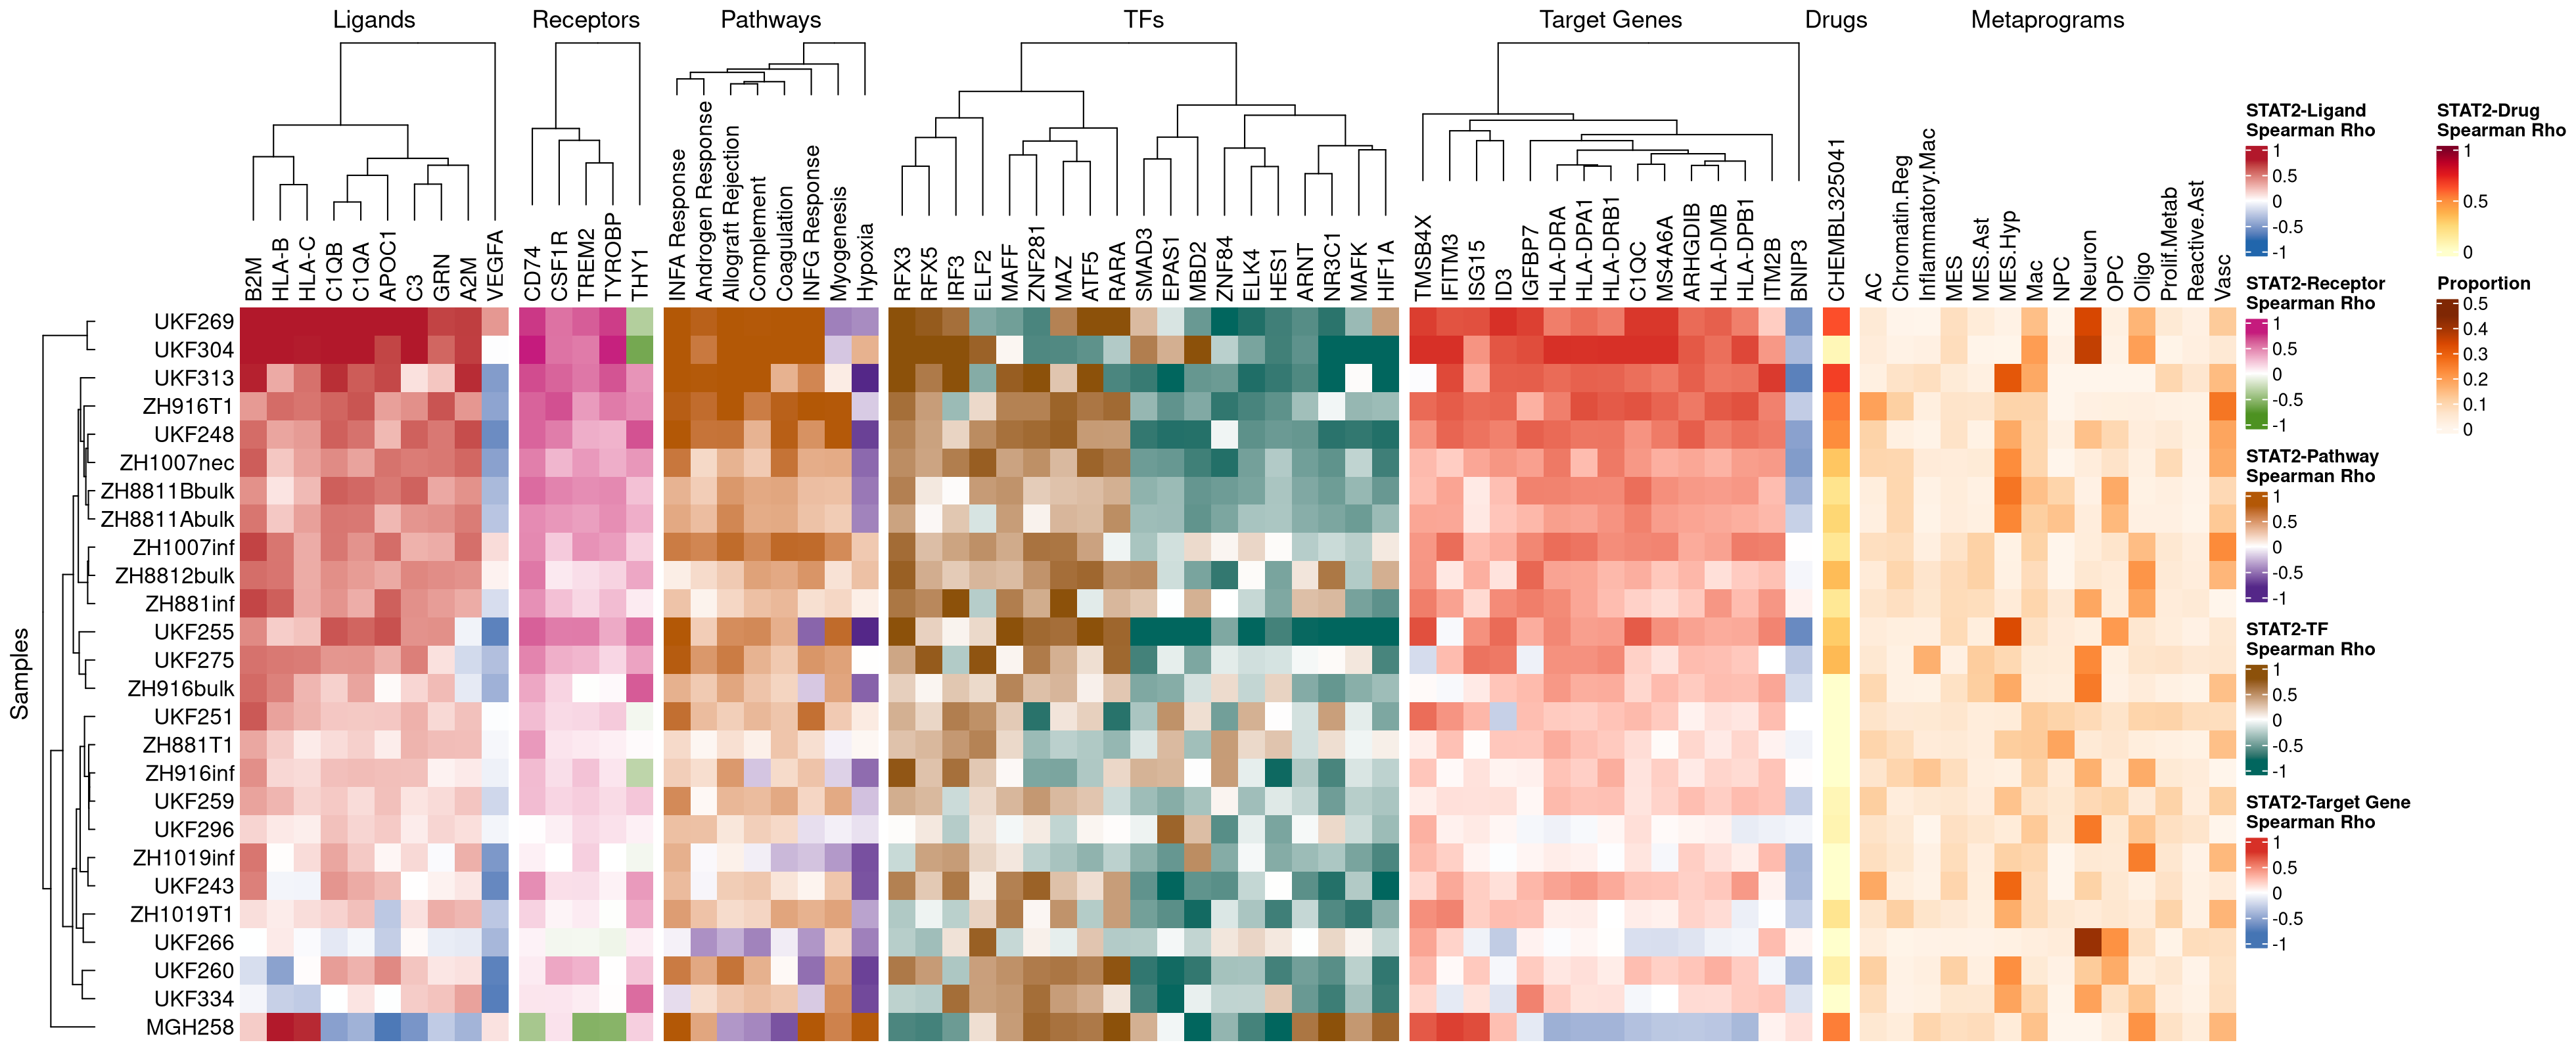 Ligands
Receptors
Pathways
TFs
Target Genes
Drugs
Metaprograms
B2M
HLA-B
HLA-C
C1QB
C1QA
APOC1
C3
GRN
A2M
VEGFA
CD74
CSF1R
TREM2
TYROBP
THY1
INFA Response
Androgen Response
Allograft Rejection
Complement
Coagulation
INFG Response
Myogenesis
Hypoxia
RFX3
RFX5
IRF3
ELF2
MAFF
ZNF281
MAZ
ATF5
RARA
SMAD3
EPAS1
MBD2
ZNF84
ELK4
HES1
ARNT
NR3C1
MAFK
HIF1A
TMSB4X
IFITM3
ISG15
ID3
IGFBP7
HLA-DRA
HLA-DPA1
HLA-DRB1
C1QC
MS4A6A
ARHGDIB
HLA-DMB
HLA-DPB1
ITM2B
BNIP3
CHEMBL325041
AC
Chromatin.Reg
Inflammatory.Mac
MES
MES.Ast
MES.Hyp
Mac
NPC
Neuron
OPC
Oligo
Prolif.Metab
Reactive.Ast
Vasc
Samples
UKF269
UKF304
UKF313
ZH916T1
UKF248
ZH1007nec
ZH8811Bbulk
ZH8811Abulk
ZH1007inf
ZH8812bulk
ZH881inf
UKF255
UKF275
ZH916bulk
UKF251
ZH881T1
ZH916inf
UKF259
UKF296
ZH1019inf
UKF243
ZH1019T1
UKF266
UKF260
UKF334
MGH258
STAT2-Ligand
Spearman Rho
1
0.5
0
-0.5
-1
STAT2-Receptor
Spearman Rho
1
0.5
0
-0.5
-1
STAT2-Pathway
Spearman Rho
1
0.5
0
-0.5
-1
STAT2-TF
Spearman Rho
1
0.5
0
-0.5
-1
STAT2-Target Gene
Spearman Rho
1
0.5
0
-0.5
-1
STAT2-Drug
Spearman Rho
1
0.5
0
Proportion
0.5
0.4
0.3
0.2
0.1
0